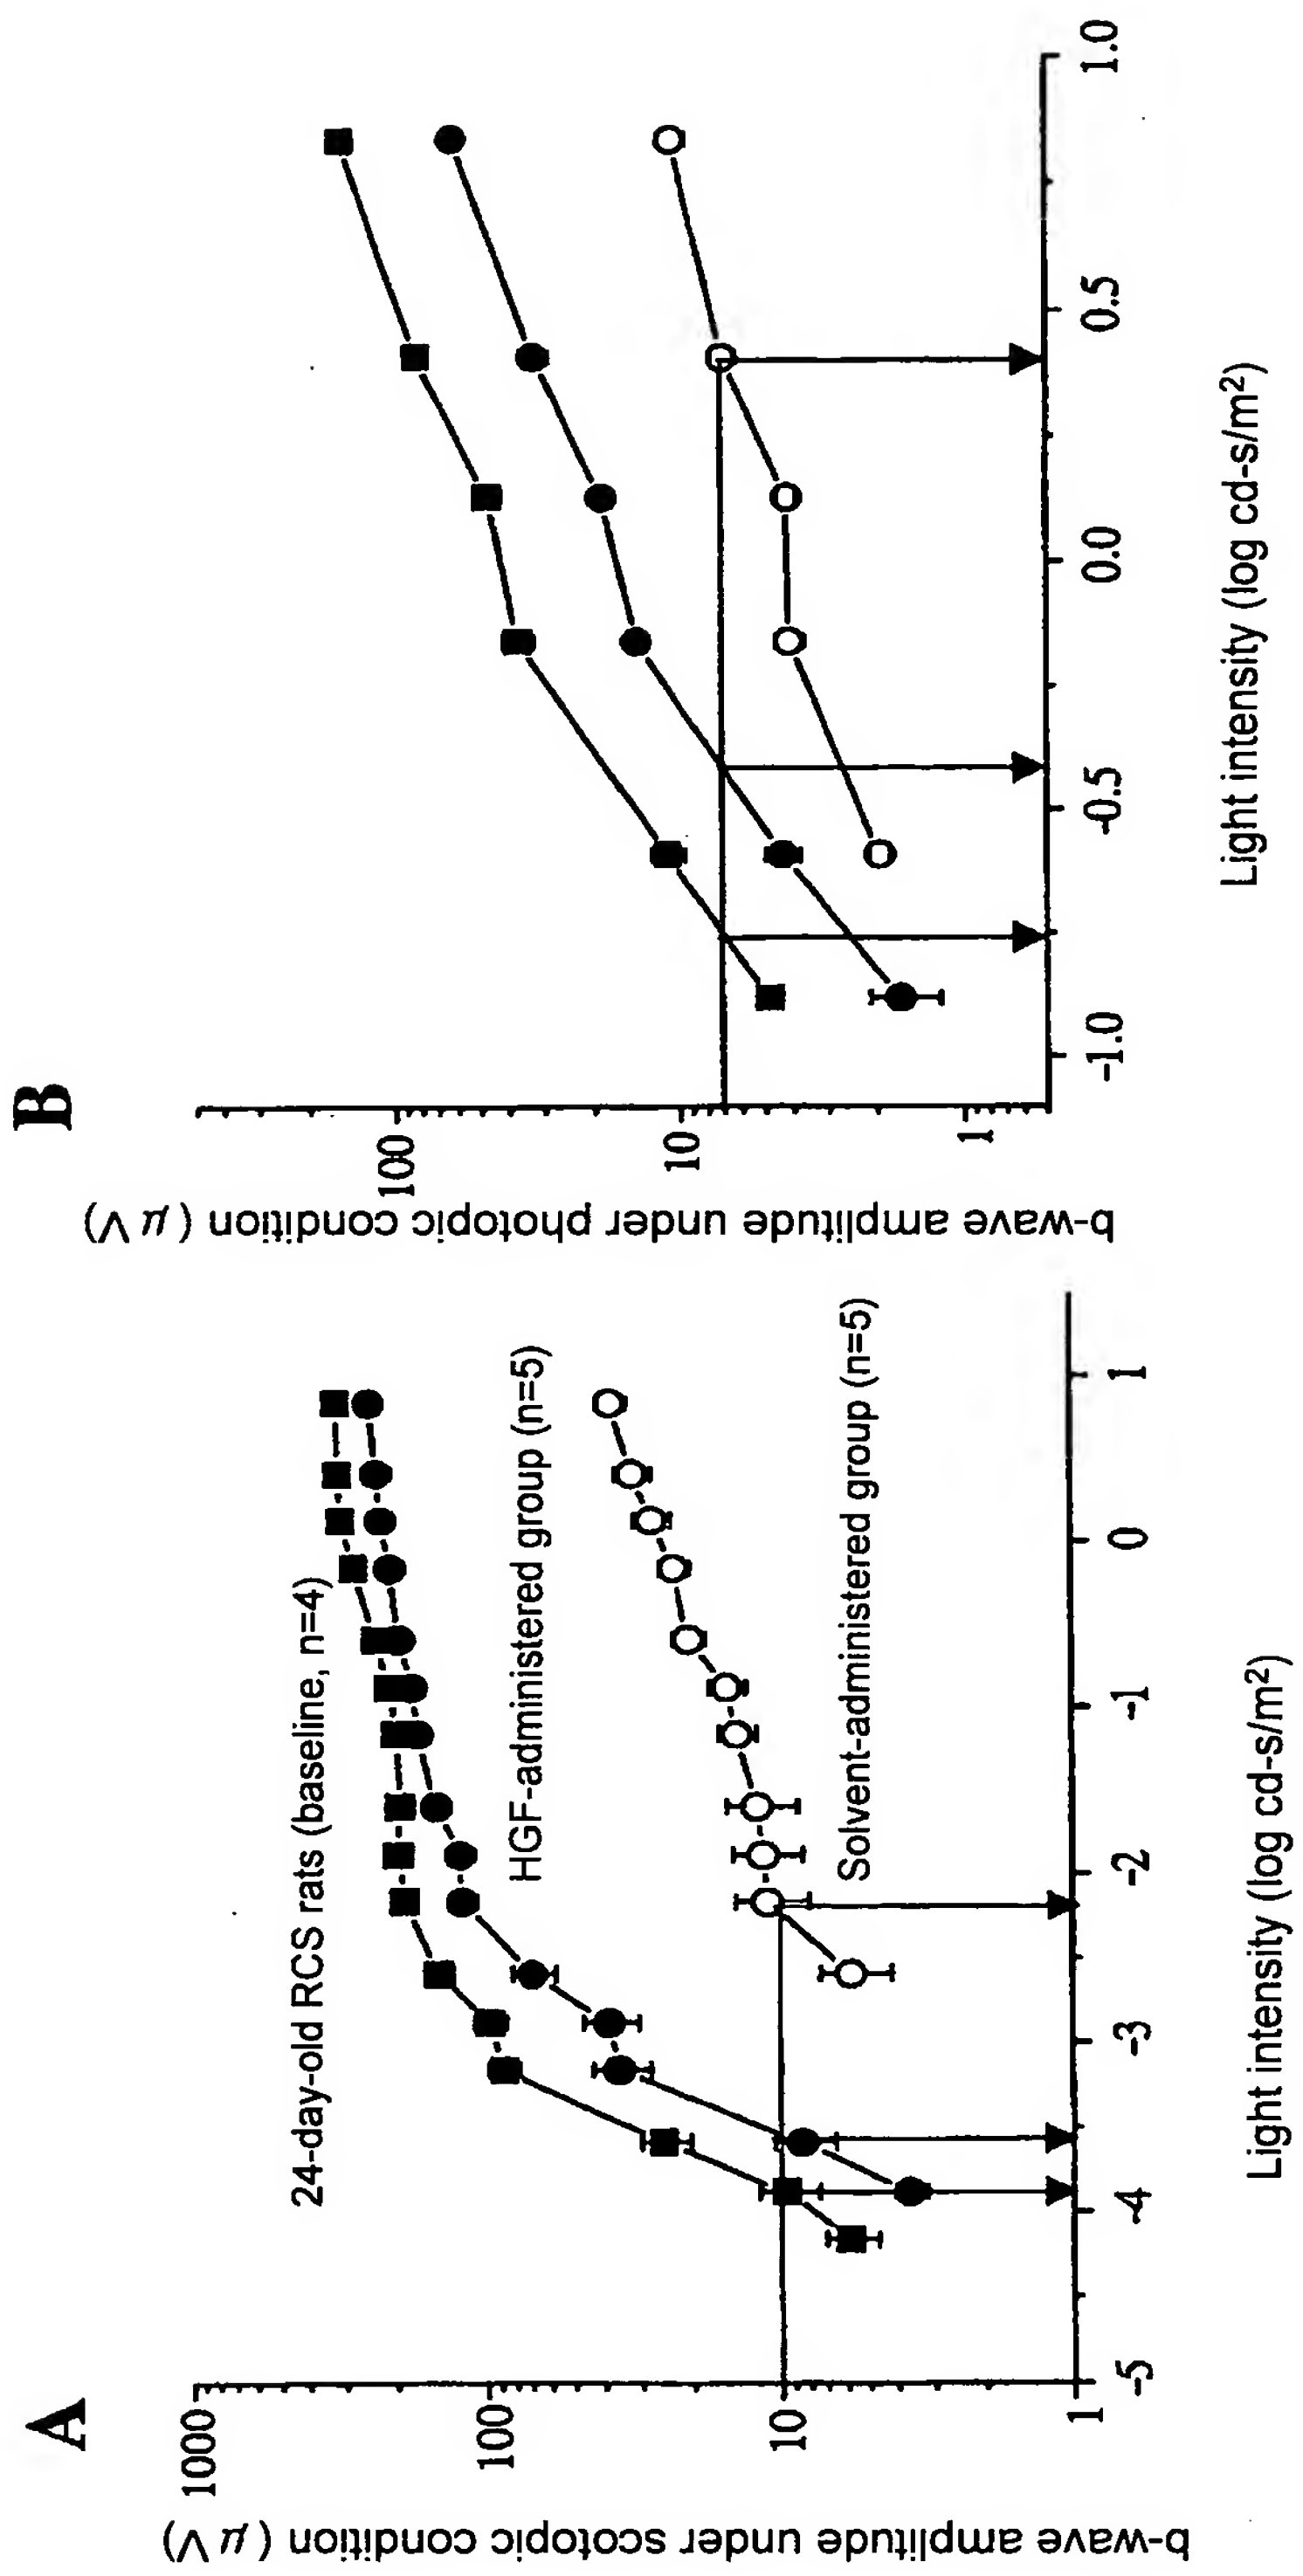 A
b-wave amplitude under scotopic condition (μV)
1000
100
10
1
24-day-old RCS rats (baseline, n=4)
HGF-administered group (n=5)
Solvent-administered group (n=5)
-5
-4
-3
-2
-1
0
1
Light intensity (log cd-s/m²)
B
b-wave amplitude under photopic condition (μV)
100
10
1
-1.0
-0.5
0.0
0.5
1.0
Light intensity (log cd-s/m²)